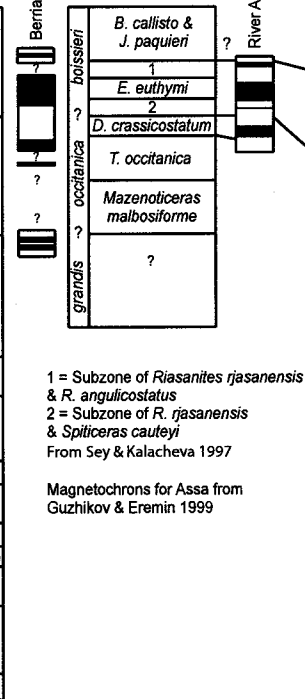 Berria
River A
boissieri
?
occitanica
?
grandis
?
?
?
?
?
B. callisto &
J. paquieri
1
E. euthymi
2
D. crassicostatum
T. occitanica
Mazenoticeras
malbosiforme
?
1 = Subzone of Riasanites rjasanensis
& R. angulicostatus
2 = Subzone of R. rjasanensis
& Spiticeras cauteyi
From Sey & Kalacheva 1997
Magnetochrons for Assa from
Guzhikov & Eremin 1999